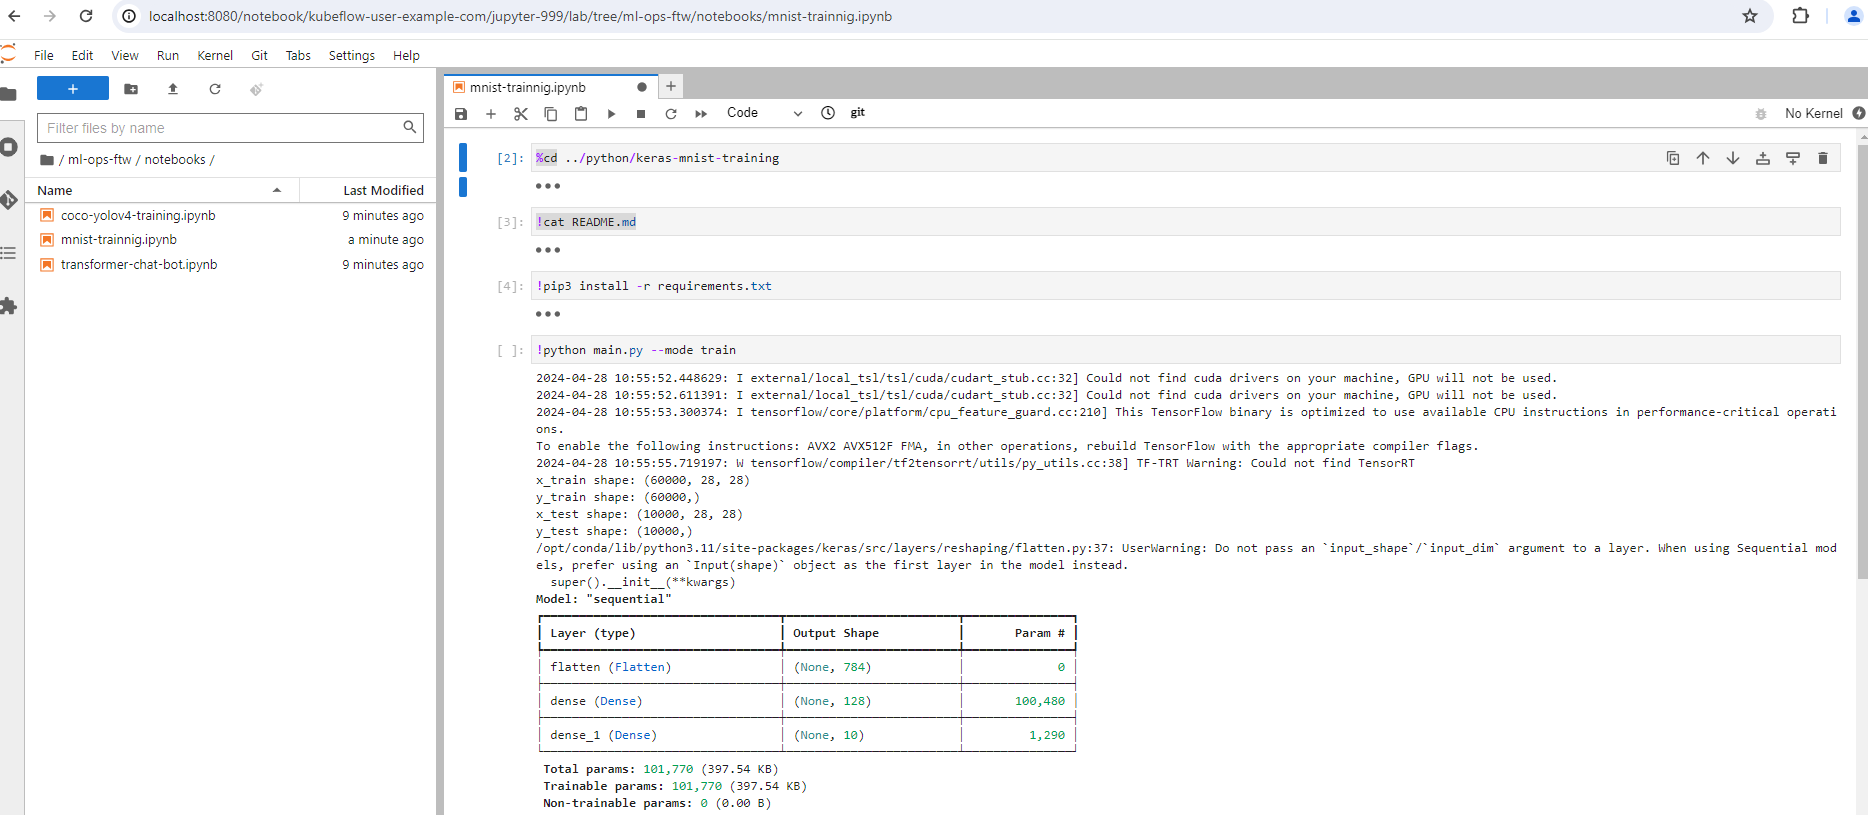 localhost:8080/notebook/kubeflow-user-example-com/jupyter-999/lab/tree/ml-ops-ftw/notebooks/mnist-trainnig.ipynb
File Edit View Run Kernel Git Tabs Settings Help
mnist-trainnig.ipynb
Code
git
No Kernel
Filter files by name
/ ml-ops-ftw / notebooks /
Name Last Modified
coco-yolov4-training.ipynb 9 minutes ago
mnist-trainnig.ipynb a minute ago
transformer-chat-bot.ipynb 9 minutes ago
[2]: %cd ../python/keras-mnist-training
[3]: !cat README.md
[4]: !pip3 install -r requirements.txt
[ ]: !python main.py --mode train
2024-04-28 10:55:52.448629: I external/local_tsl/tsl/cuda/cudart_stub.cc:32] Could not find cuda drivers on your machine, GPU will not be used.
2024-04-28 10:55:52.611391: I external/local_tsl/tsl/cuda/cudart_stub.cc:32] Could not find cuda drivers on your machine, GPU will not be used.
2024-04-28 10:55:53.300374: I tensorflow/core/platform/cpu_feature_guard.cc:210] This TensorFlow binary is optimized to use available CPU instructions in performance-critical operati
ons.
To enable the following instructions: AVX2 AVX512F FMA, in other operations, rebuild TensorFlow with the appropriate compiler flags.
2024-04-28 10:55:55.719197: W tensorflow/compiler/tf2tensorrt/utils/py_utils.cc:38] TF-TRT Warning: Could not find TensorRT
x_train shape: (60000, 28, 28)
y_train shape: (60000,)
x_test shape: (10000, 28, 28)
y_test shape: (10000,)
/opt/conda/lib/python3.11/site-packages/keras/src/layers/reshaping/flatten.py:37: UserWarning: Do not pass an `input_shape`/`input_dim` argument to a layer. When using Sequential mod
els, prefer using an `Input(shape)` object as the first layer in the model instead.
super().__init__(**kwargs)
Model: "sequential"
Layer (type) Output Shape Param #
flatten (Flatten) (None, 784) 0
dense (Dense) (None, 128) 100,480
dense_1 (Dense) (None, 10) 1,290
Total params: 101,770 (397.54 KB)
Trainable params: 101,770 (397.54 KB)
Non-trainable params: 0 (0.00 B)